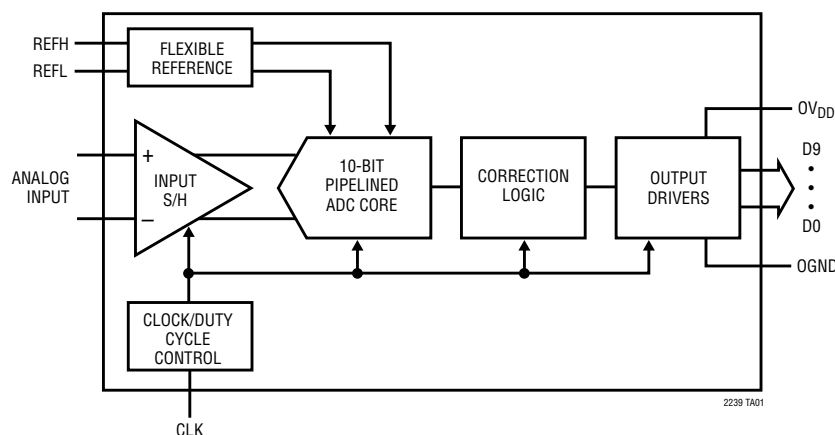 REFH
REFL
FLEXIBLE
REFERENCE
ANALOG
INPUT
+
–
INPUT
S/H
10-BIT
PIPELINED
ADC CORE
CORRECTION
LOGIC
OUTPUT
DRIVERS
OVDD
D9
•
•
•
D0
OGND
CLOCK/DUTY
CYCLE
CONTROL
CLK
2239 TA01